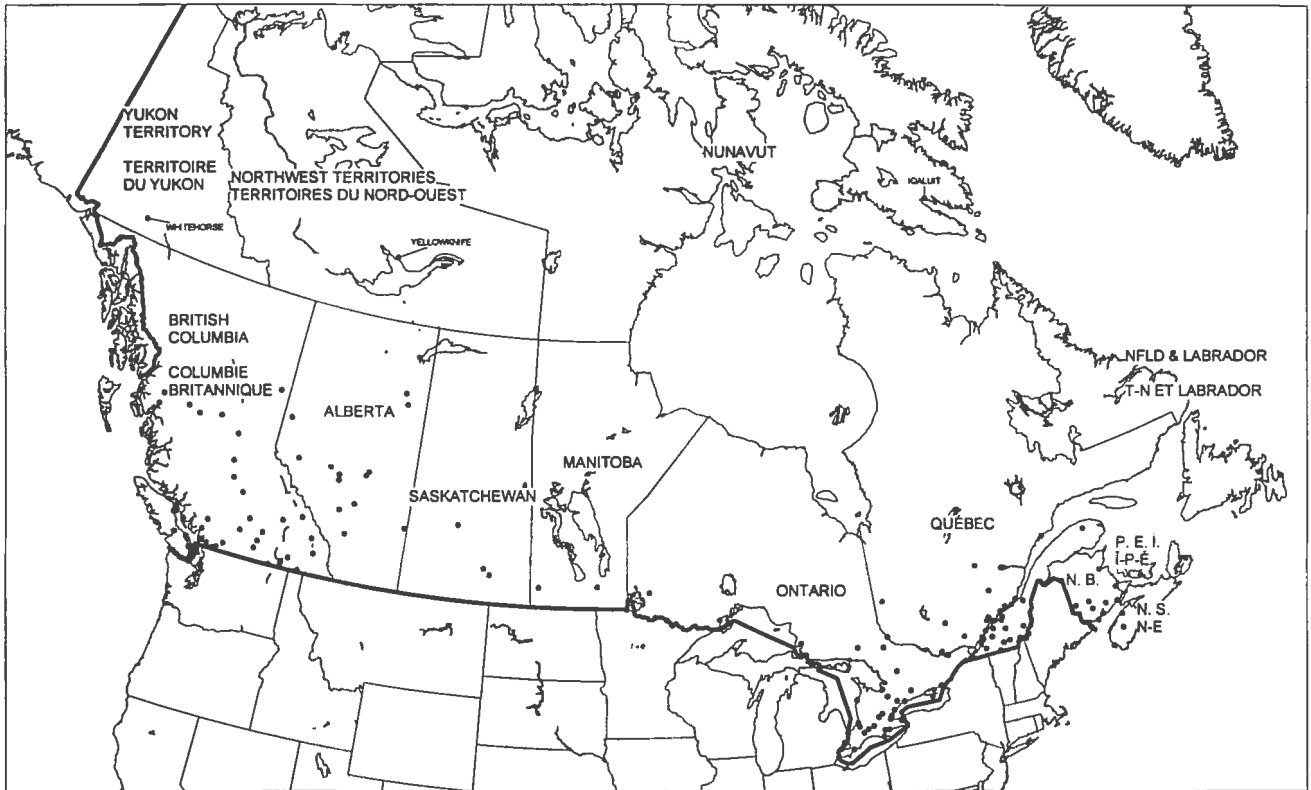 YUKON
TERRITORY
TERRITOIRE
DU YUKON
NORTHWEST TERRITORIES
TERRITOIRES DU NORD-OUEST
NUNAVUT
IQALUIT
WHITEHORSE
YELLOWKNIFE
BRITISH
COLUMBIA
COLUMBIE
BRITANNIQUE
ALBERTA
SASKATCHEWAN
MANITOBA
ONTARIO
QUÉBEC
NFLD & LABRADOR
T-N ET LABRADOR
P. E. I.
Î-P-É.
N. B.
N. S.
N-E